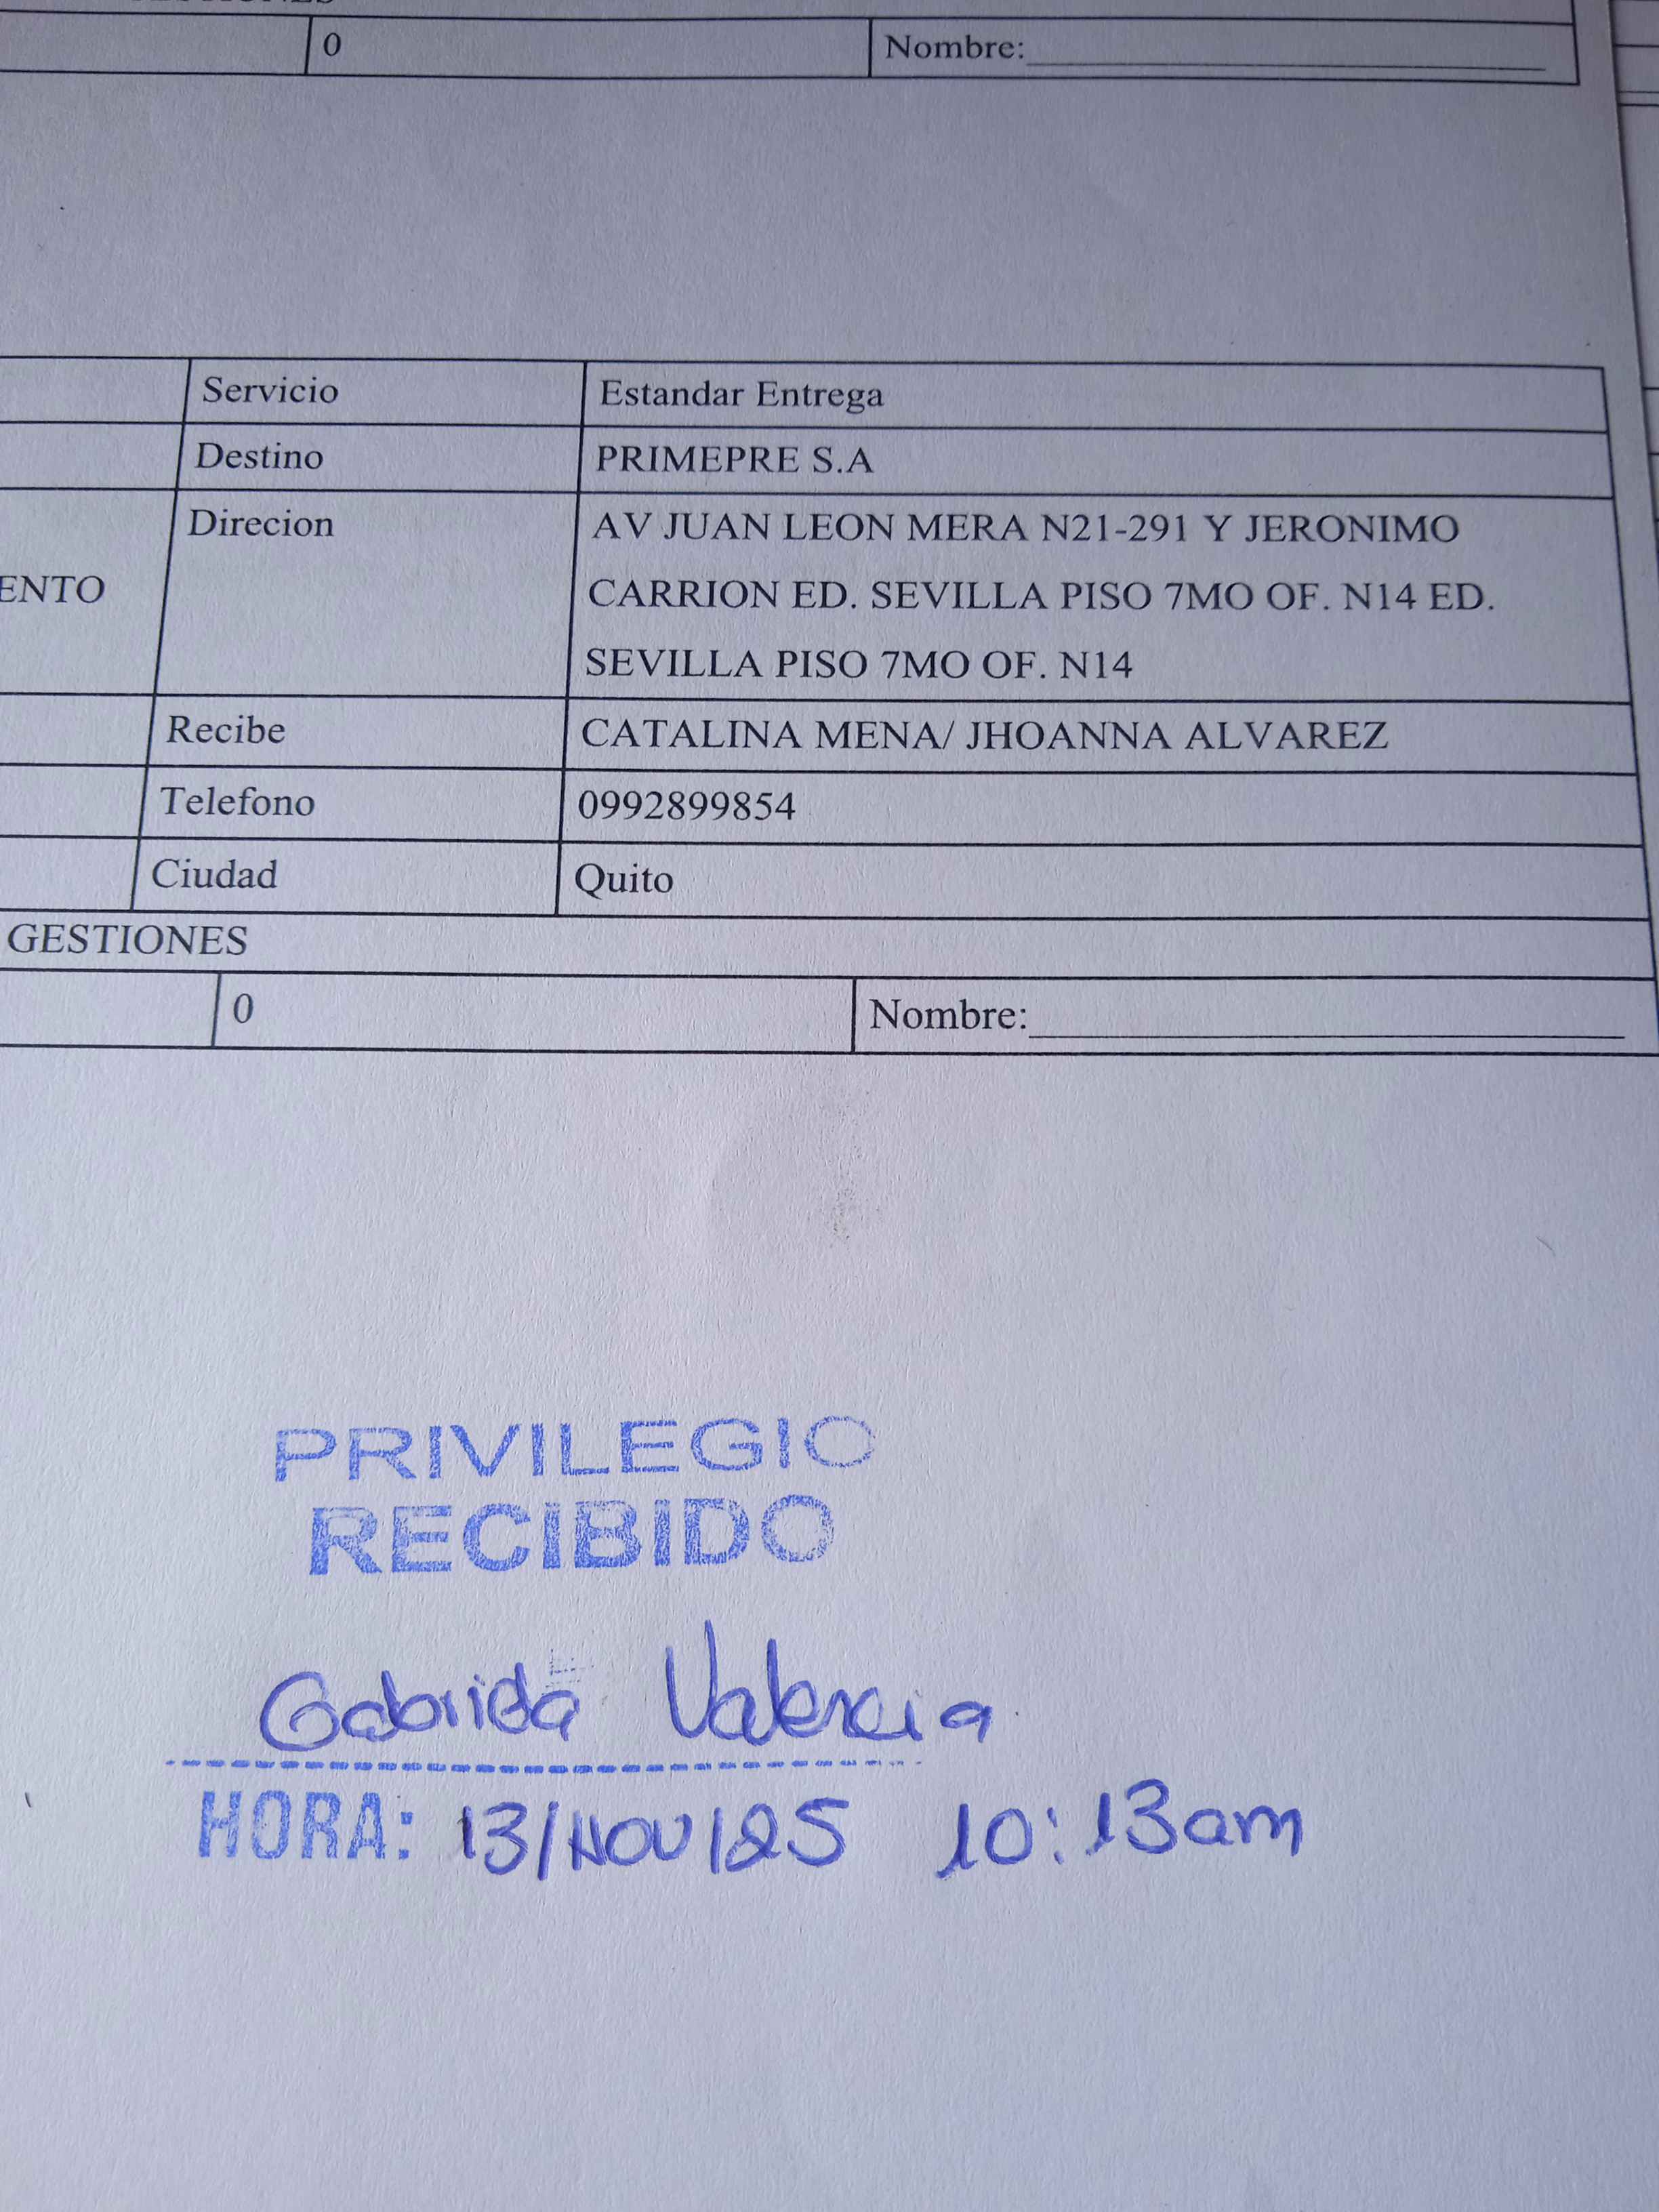 0 Nombre:
Servicio Estandar Entrega
Destino PRIMEPRE S.A
Direcion AV JUAN LEON MERA N21-291 Y JERONIMO
ENTO CARRION ED. SEVILLA PISO 7MO OF. N14 ED.
SEVILLA PISO 7MO OF. N14
Recibe CATALINA MENA/ JHOANNA ALVAREZ
Telefono 0992899854
Ciudad Quito
GESTIONES
0 Nombre:
PRIVILEGIO
RECIBIDO
Gabriela Valencia
HORA: 13/NOV/25 10:13am